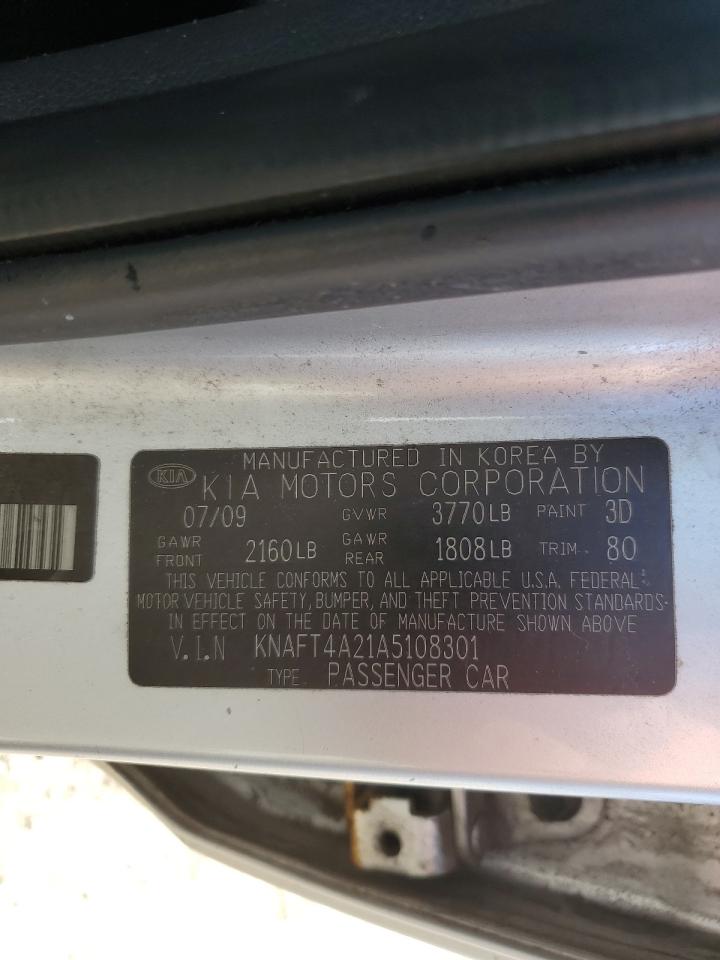 MANUFACTURED IN KOREA BY
KIA
KIA MOTORS CORPORATION
07/09 GVWR 3770LB PAINT 3D
GAWR FRONT 2160LB GAWR REAR 1808LB TRIM 80
THIS VEHICLE CONFORMS TO ALL APPLICABLE U.S.A. FEDERAL
MOTOR VEHICLE SAFETY, BUMPER, AND THEFT PREVENTION STANDARDS
IN EFFECT ON THE DATE OF MANUFACTURE SHOWN ABOVE
V.I.N KNAFT4A21A5108301
TYPE PASSENGER CAR